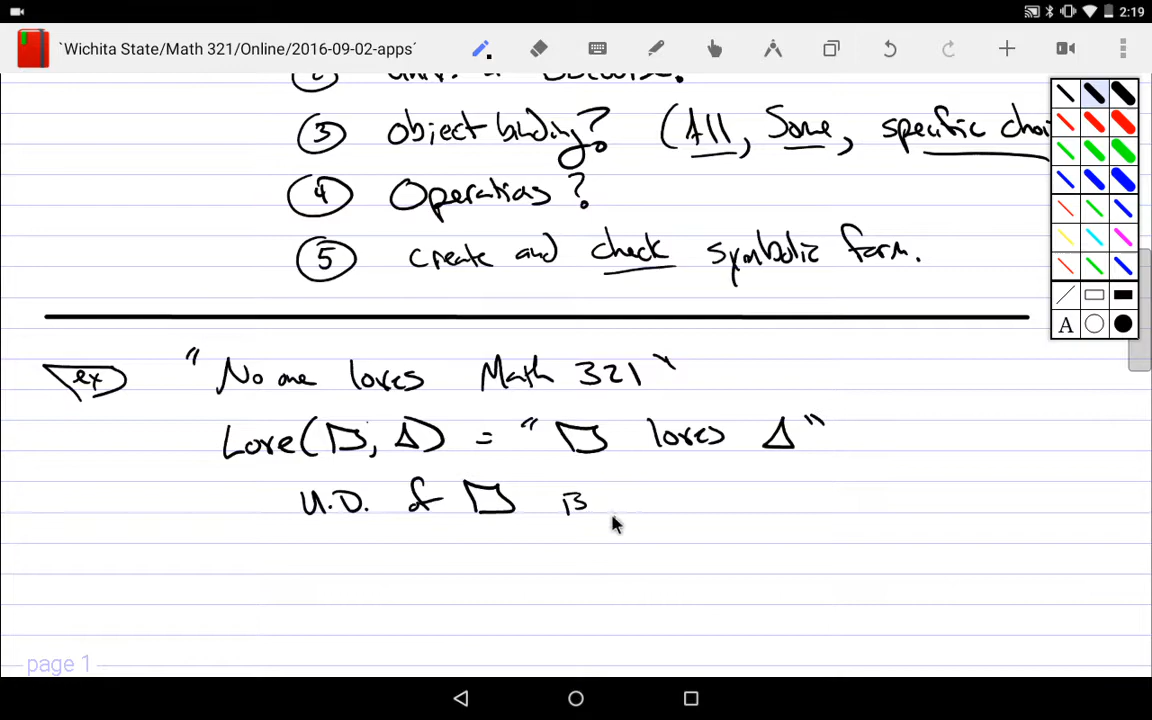 2:19
`Wichita State/Math 321/Online/2016-09-02-apps´
③ object binding? (All, Some, specific
④ Operations?
⑤ create and check symbolic form.
ex "No one loves Math 321"
Love(□, △) = "□ loves △"
U.D. of □ is
A
page 1